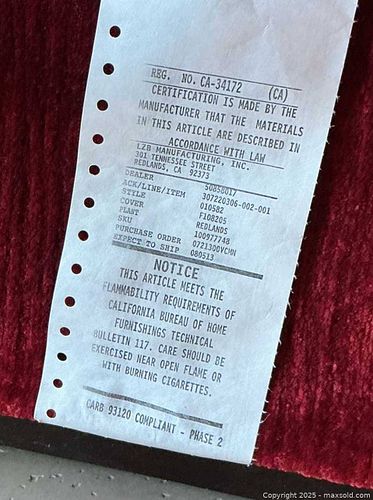 REG. NO. CA-34172 (CA)
CERTIFICATION IS MADE BY THE
MANUFACTURER THAT THE MATERIALS
IN THIS ARTICLE ARE DESCRIBED IN
ACCORDANCE WITH LAW
LZB MANUFACTURING, INC.
301 TENNESSEE STREET
REDLANDS, CA 92373
DEALER 50858017
ACK/LINE/ITEM 307220306-002-001
STYLE 010582
COVER F108205
PLANT REDLANDS
SKU 100977748
PURCHASE ORDER 0721300VCMN
EXPECT TO SHIP 080513
NOTICE
THIS ARTICLE MEETS THE
FLAMMABILITY REQUIREMENTS OF
CALIFORNIA BUREAU OF HOME
FURNISHINGS TECHNICAL
BULLETIN 117. CARE SHOULD BE
EXERCISED NEAR OPEN FLAME OR
WITH BURNING CIGARETTES.
CARB 93120 COMPLIANT - PHASE 2
Copyright 2025 - maxsold.com